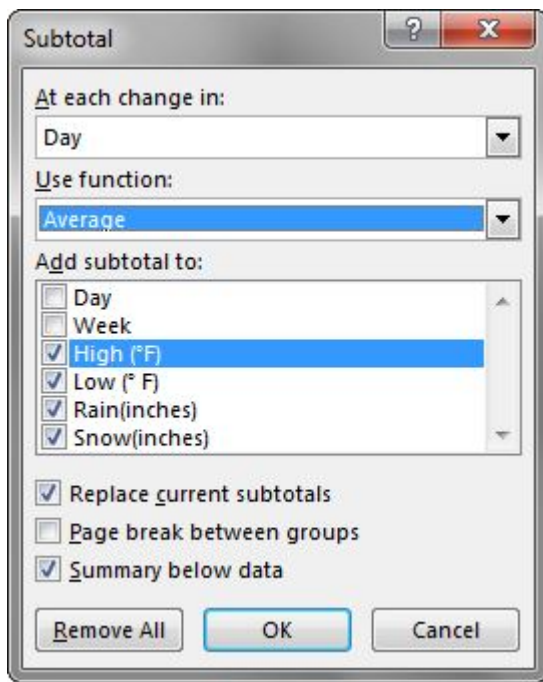 Subtotal
?
X
At each change in:
Day
Use function:
Average
Add subtotal to:
Day
Week
High (°F)
Low (° F)
Rain(inches)
Snow(inches)
Replace current subtotals
Page break between groups
Summary below data
Remove All OK Cancel